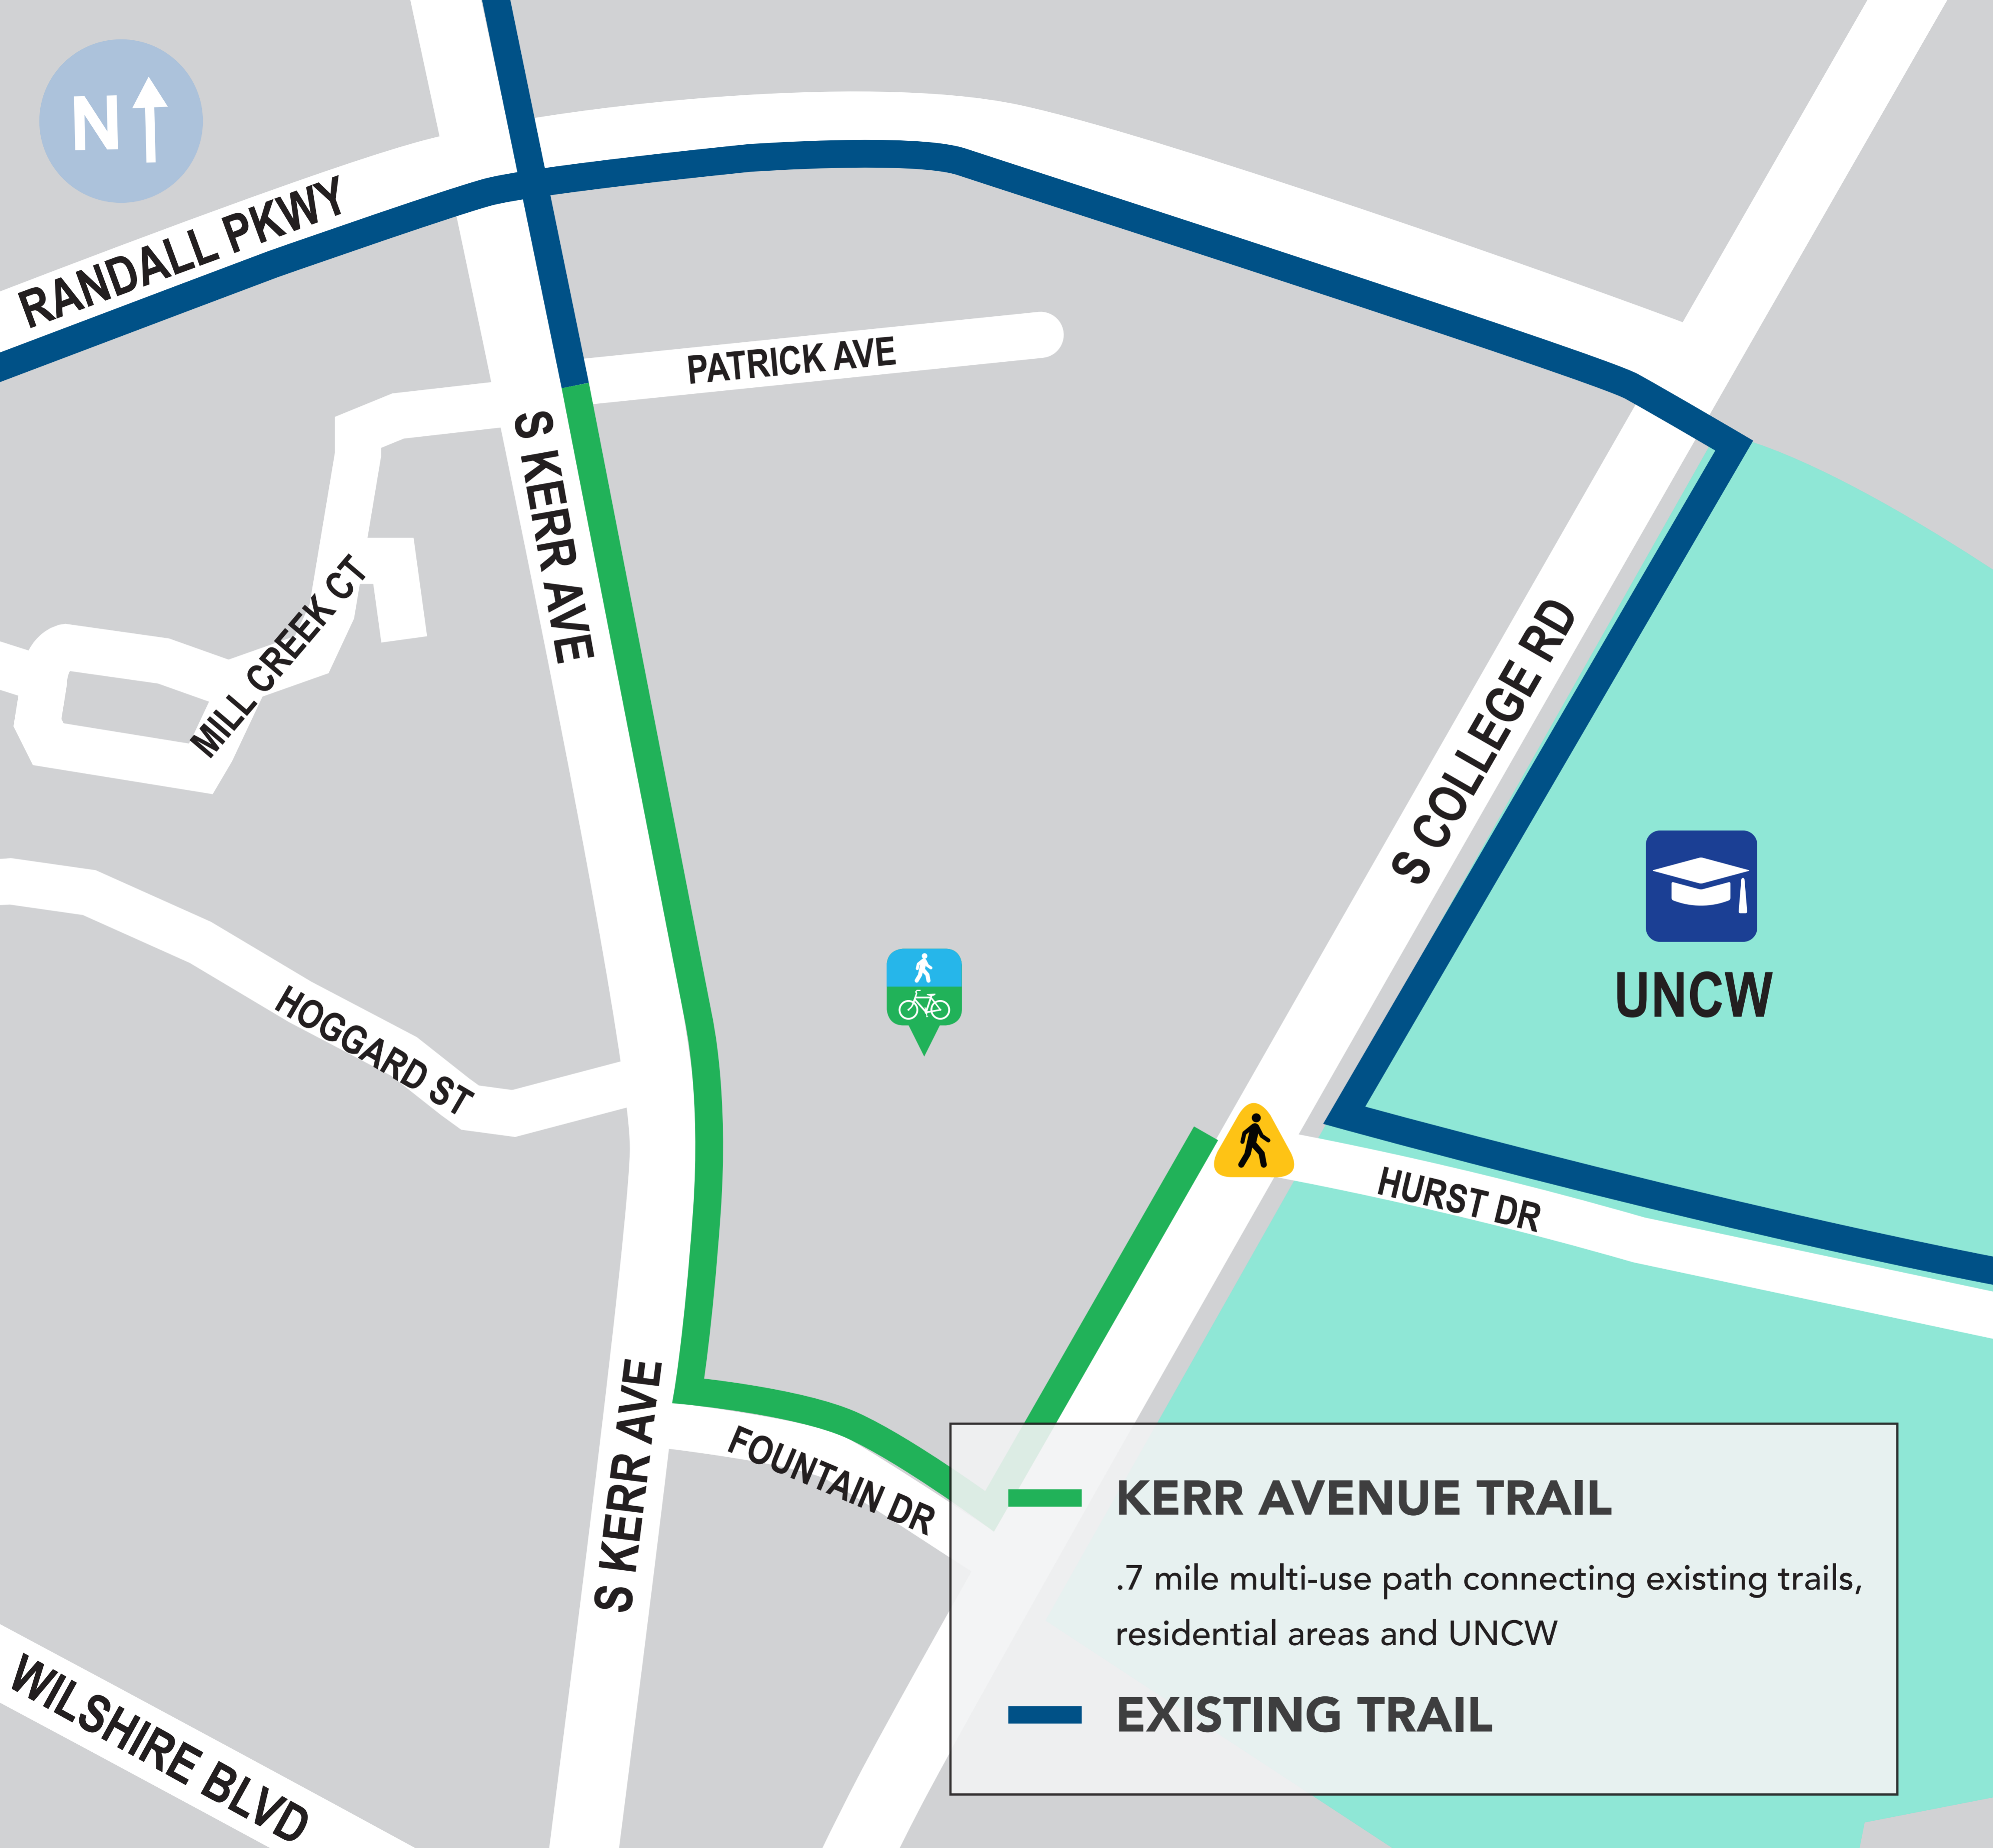 N
RANDALL PKWY
PATRICK AVE
S KERR AVE
MILL CREEK CT
S COLLEGE RD
UNCW
HOGGARD ST
HURST DR
S KERR AVE
FOUNTAIN DR
WILSHIRE BLVD
KERR AVENUE TRAIL
.7 mile multi-use path connecting existing trails,
residential areas and UNCW
EXISTING TRAIL